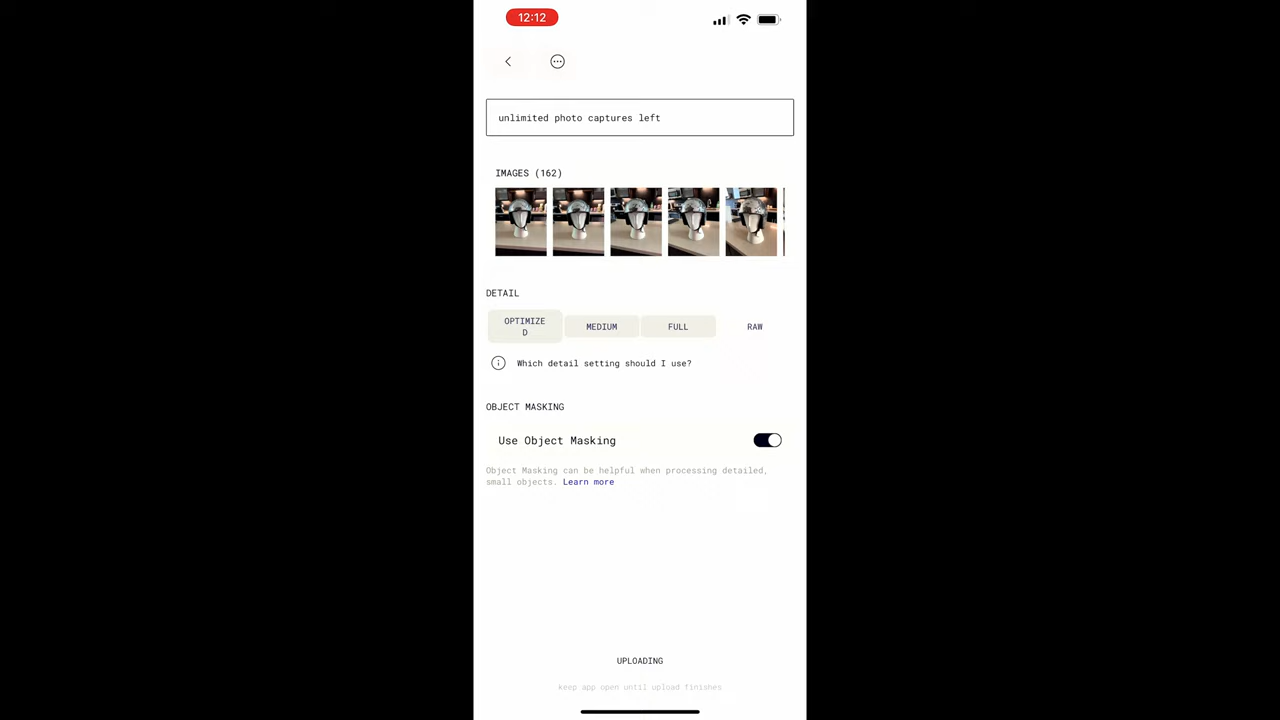 12:12
unlimited photo captures left
IMAGES (162)
DETAIL
OPTIMIZE
D
MEDIUM
FULL
RAW
Which detail setting should I use?
OBJECT MASKING
Use Object Masking
Object Masking can be helpful when processing detailed,
small objects. Learn more
UPLOADING
keep app open until upload finishes